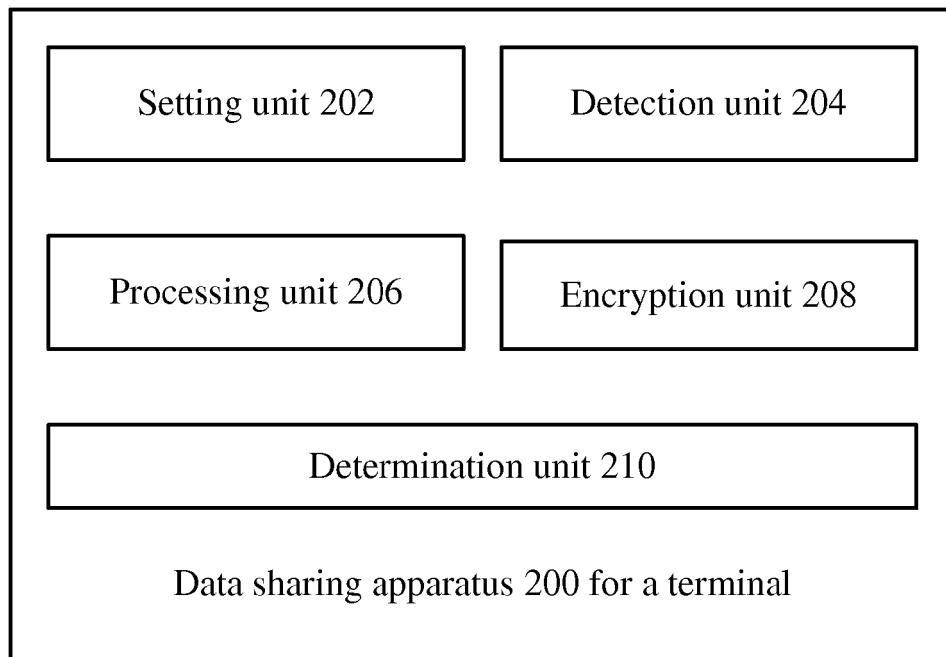 Setting unit 202
Detection unit 204
Processing unit 206
Encryption unit 208
Determination unit 210
Data sharing apparatus 200 for a terminal